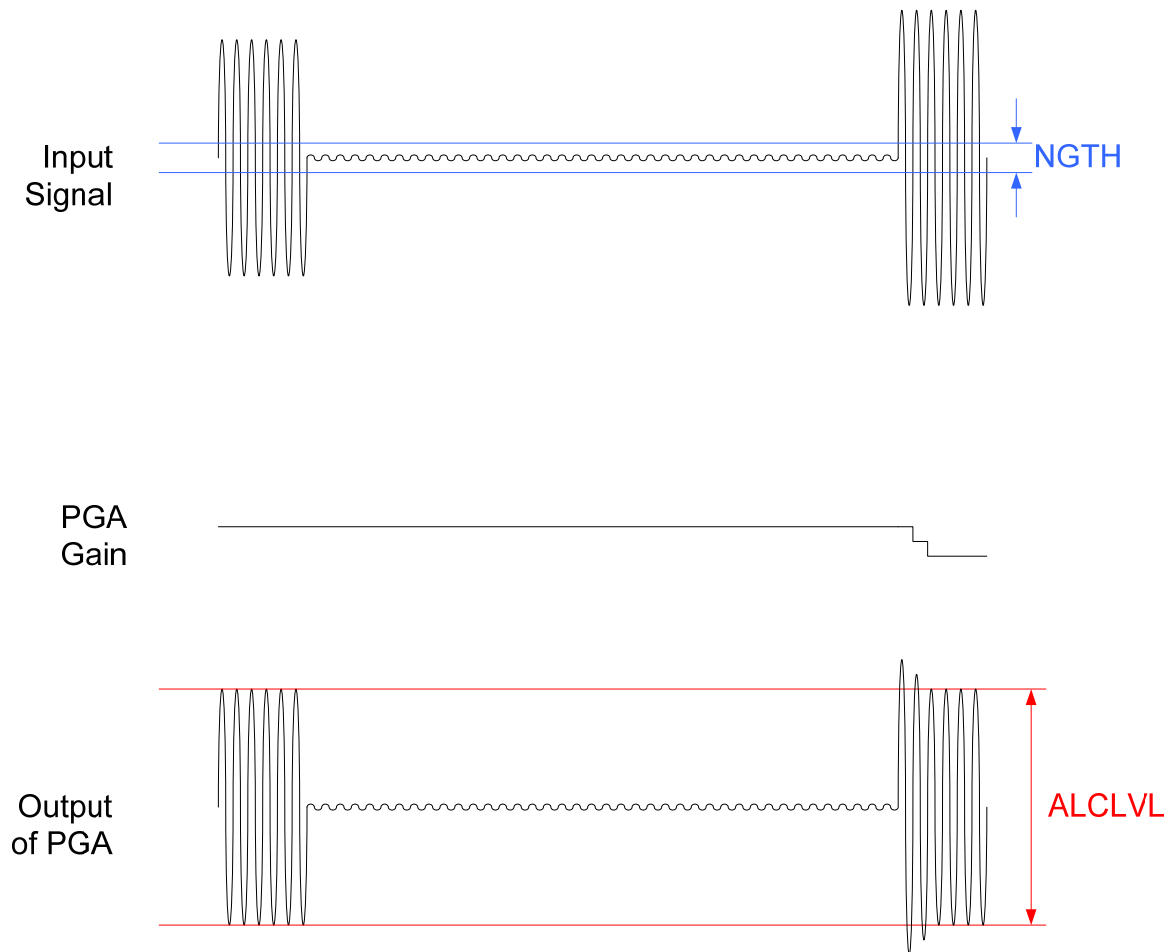 Input
Signal
NGTH
PGA
Gain
Output
of PGA
ALCLVL